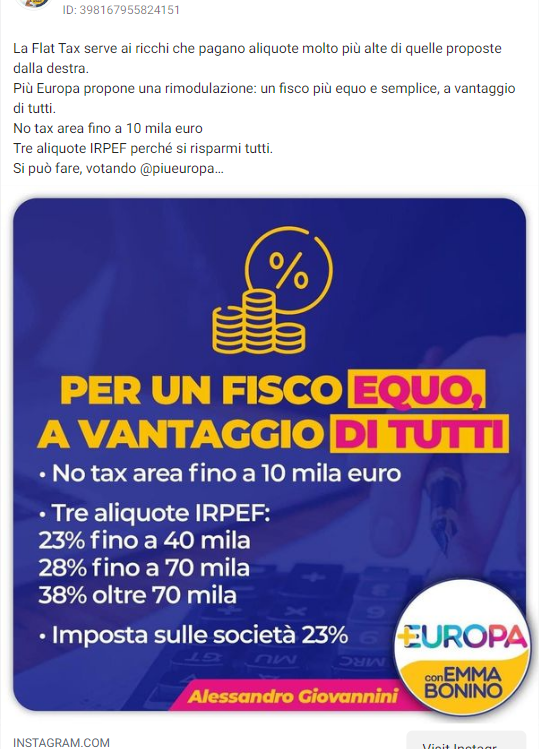 ID: 398167955824151
La Flat Tax serve ai ricchi che pagano aliquote molto più alte di quelle proposte
dalla destra.
Più Europa propone una rimodulazione: un fisco più equo e semplice, a vantaggio
di tutti.
No tax area fino a 10 mila euro
Tre aliquote IRPEF perché si risparmi tutti.
Si può fare, votando @piueuropa...
%
PER UN FISCO EQUO,
A VANTAGGIO DI TUTTI
• No tax area fino a 10 mila euro
• Tre aliquote IRPEF:
23% fino a 40 mila
28% fino a 70 mila
38% oltre 70 mila
• Imposta sulle società 23%
+EUROPA
con EMMA
BONINO
Alessandro Giovannini
INSTAGRAM.COM